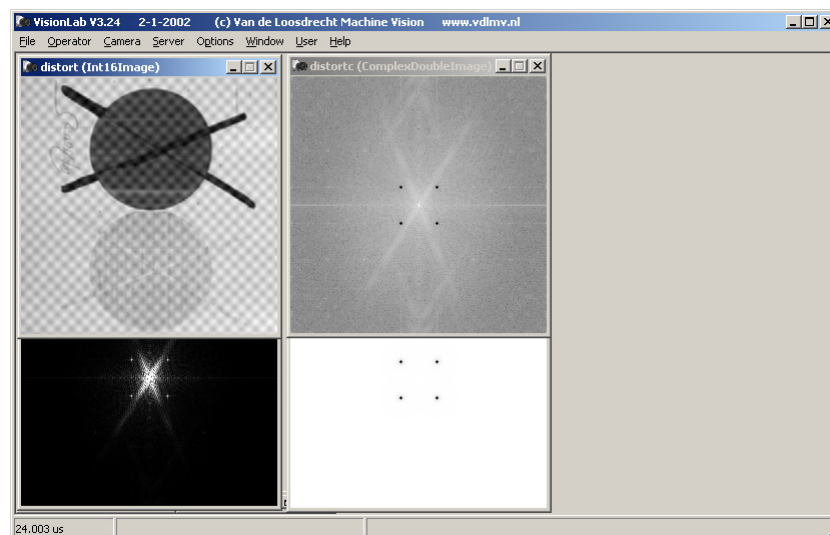 VisionLab V3.24 2-1-2002 (c) Van de Loosdrecht Machine Vision www.vdlmv.nl
File Operator Camera Server Options Window User Help
distort (Int16Image)
distortc (ComplexDoubleImage)
24.003 us